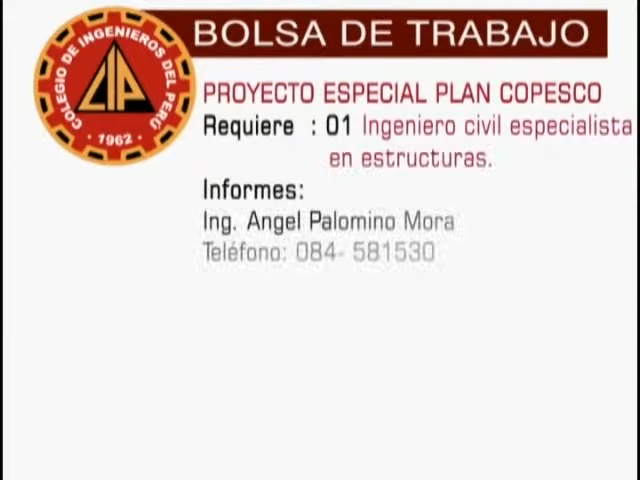 BOLSA DE TRABAJO
COLEGIO DE INGENIEROS DEL PERÚ
CIP
· 1962 ·
PROYECTO ESPECIAL PLAN COPESCO
Requiere : 01 Ingeniero civil especialista
en estructuras.
Informes:
Ing. Angel Palomino Mora
Teléfono: 084- 581530